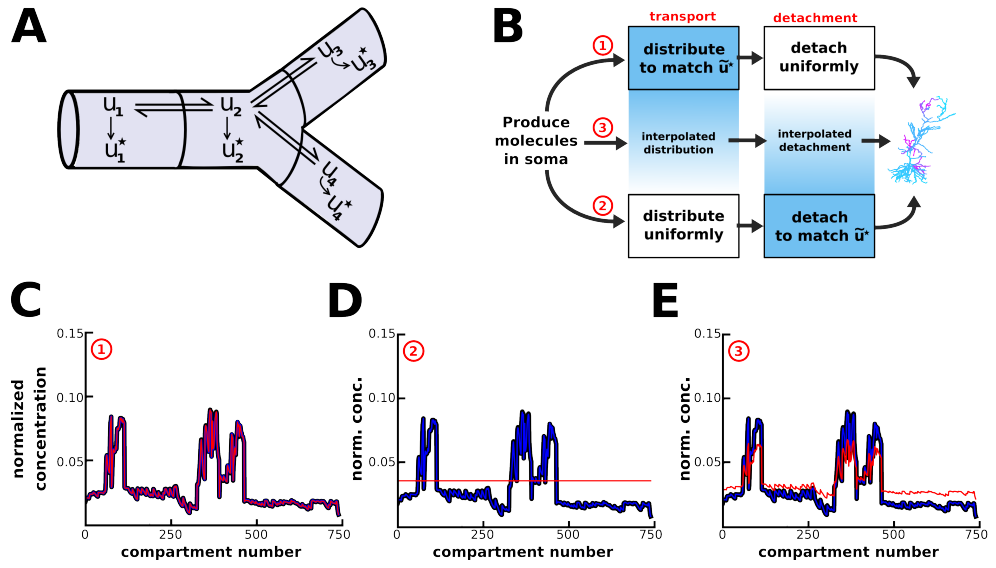 A
u₁
u₂
u₃
u₃*
u₁*
u₂*
u₄
u₄*
B
transport
detachment
1
distribute
to match ũ*
detach
uniformly
Produce
molecules
in soma
3
interpolated
distribution
interpolated
detachment
2
distribute
uniformly
detach
to match ũ*
C
0.15
0.10
0.05
1
normalized
concentration
0
250
500
750
compartment number
D
0.15
0.10
0.05
2
norm. conc.
0
250
500
750
compartment number
E
0.15
0.10
0.05
3
norm. conc.
0
250
500
750
compartment number